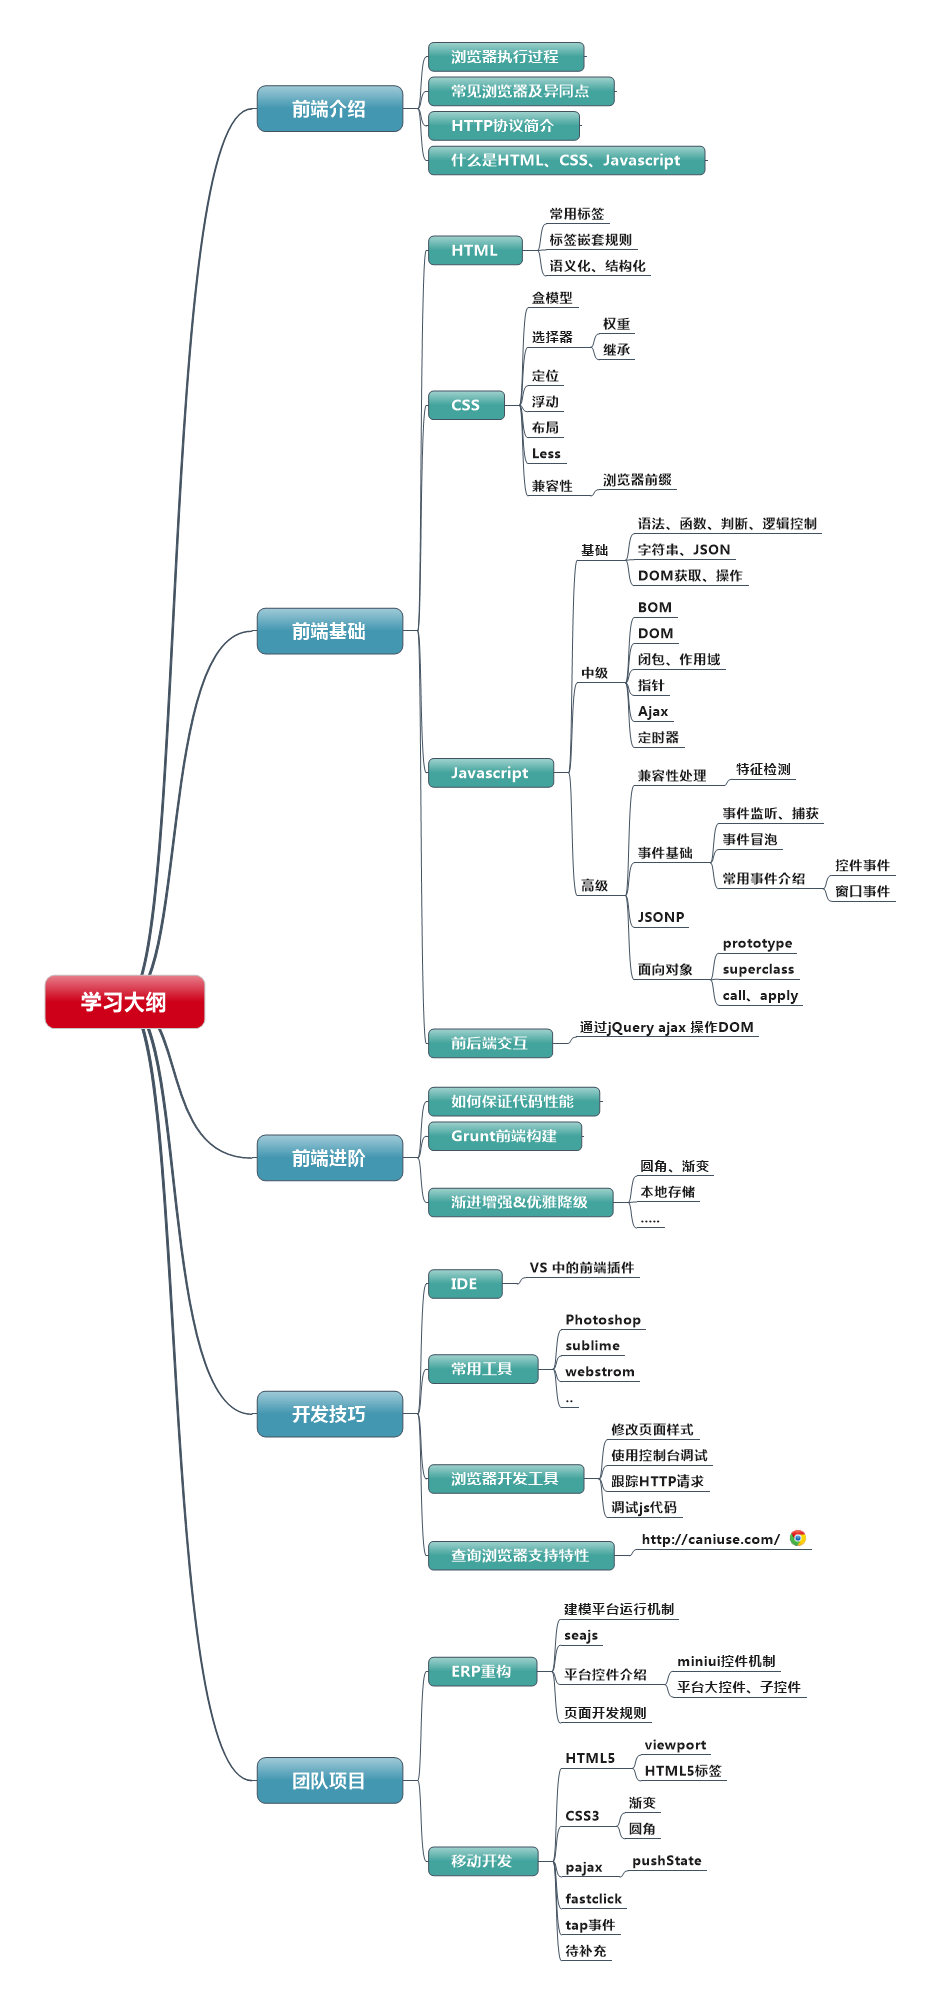 学习大纲
前端介绍
浏览器执行过程
常见浏览器及异同点
HTTP协议简介
什么是HTML、CSS、Javascript
前端基础
HTML
常用标签
标签嵌套规则
语义化、结构化
CSS
盒模型
选择器
权重
继承
定位
浮动
布局
Less
兼容性
浏览器前缀
Javascript
基础
语法、函数、判断、逻辑控制
字符串、JSON
DOM获取、操作
中级
BOM
DOM
闭包、作用域
指针
Ajax
定时器
高级
兼容性处理
特征检测
事件基础
事件监听、捕获
事件冒泡
常用事件介绍
控件事件
窗口事件
JSONP
面向对象
prototype
superclass
call、apply
前后端交互
通过jQuery ajax 操作DOM
前端进阶
如何保证代码性能
Grunt前端构建
渐进增强&优雅降级
圆角、渐变
本地存储
.....
开发技巧
IDE
VS 中的前端插件
常用工具
Photoshop
sublime
webstrom
..
浏览器开发工具
修改页面样式
使用控制台调试
跟踪HTTP请求
调试js代码
查询浏览器支持特性
http://caniuse.com/
团队项目
ERP重构
建模平台运行机制
seajs
平台控件介绍
miniui控件机制
平台大控件、子控件
页面开发规则
移动开发
HTML5
viewport
HTML5标签
CSS3
渐变
圆角
pajax
pushState
fastclick
tap事件
待补充